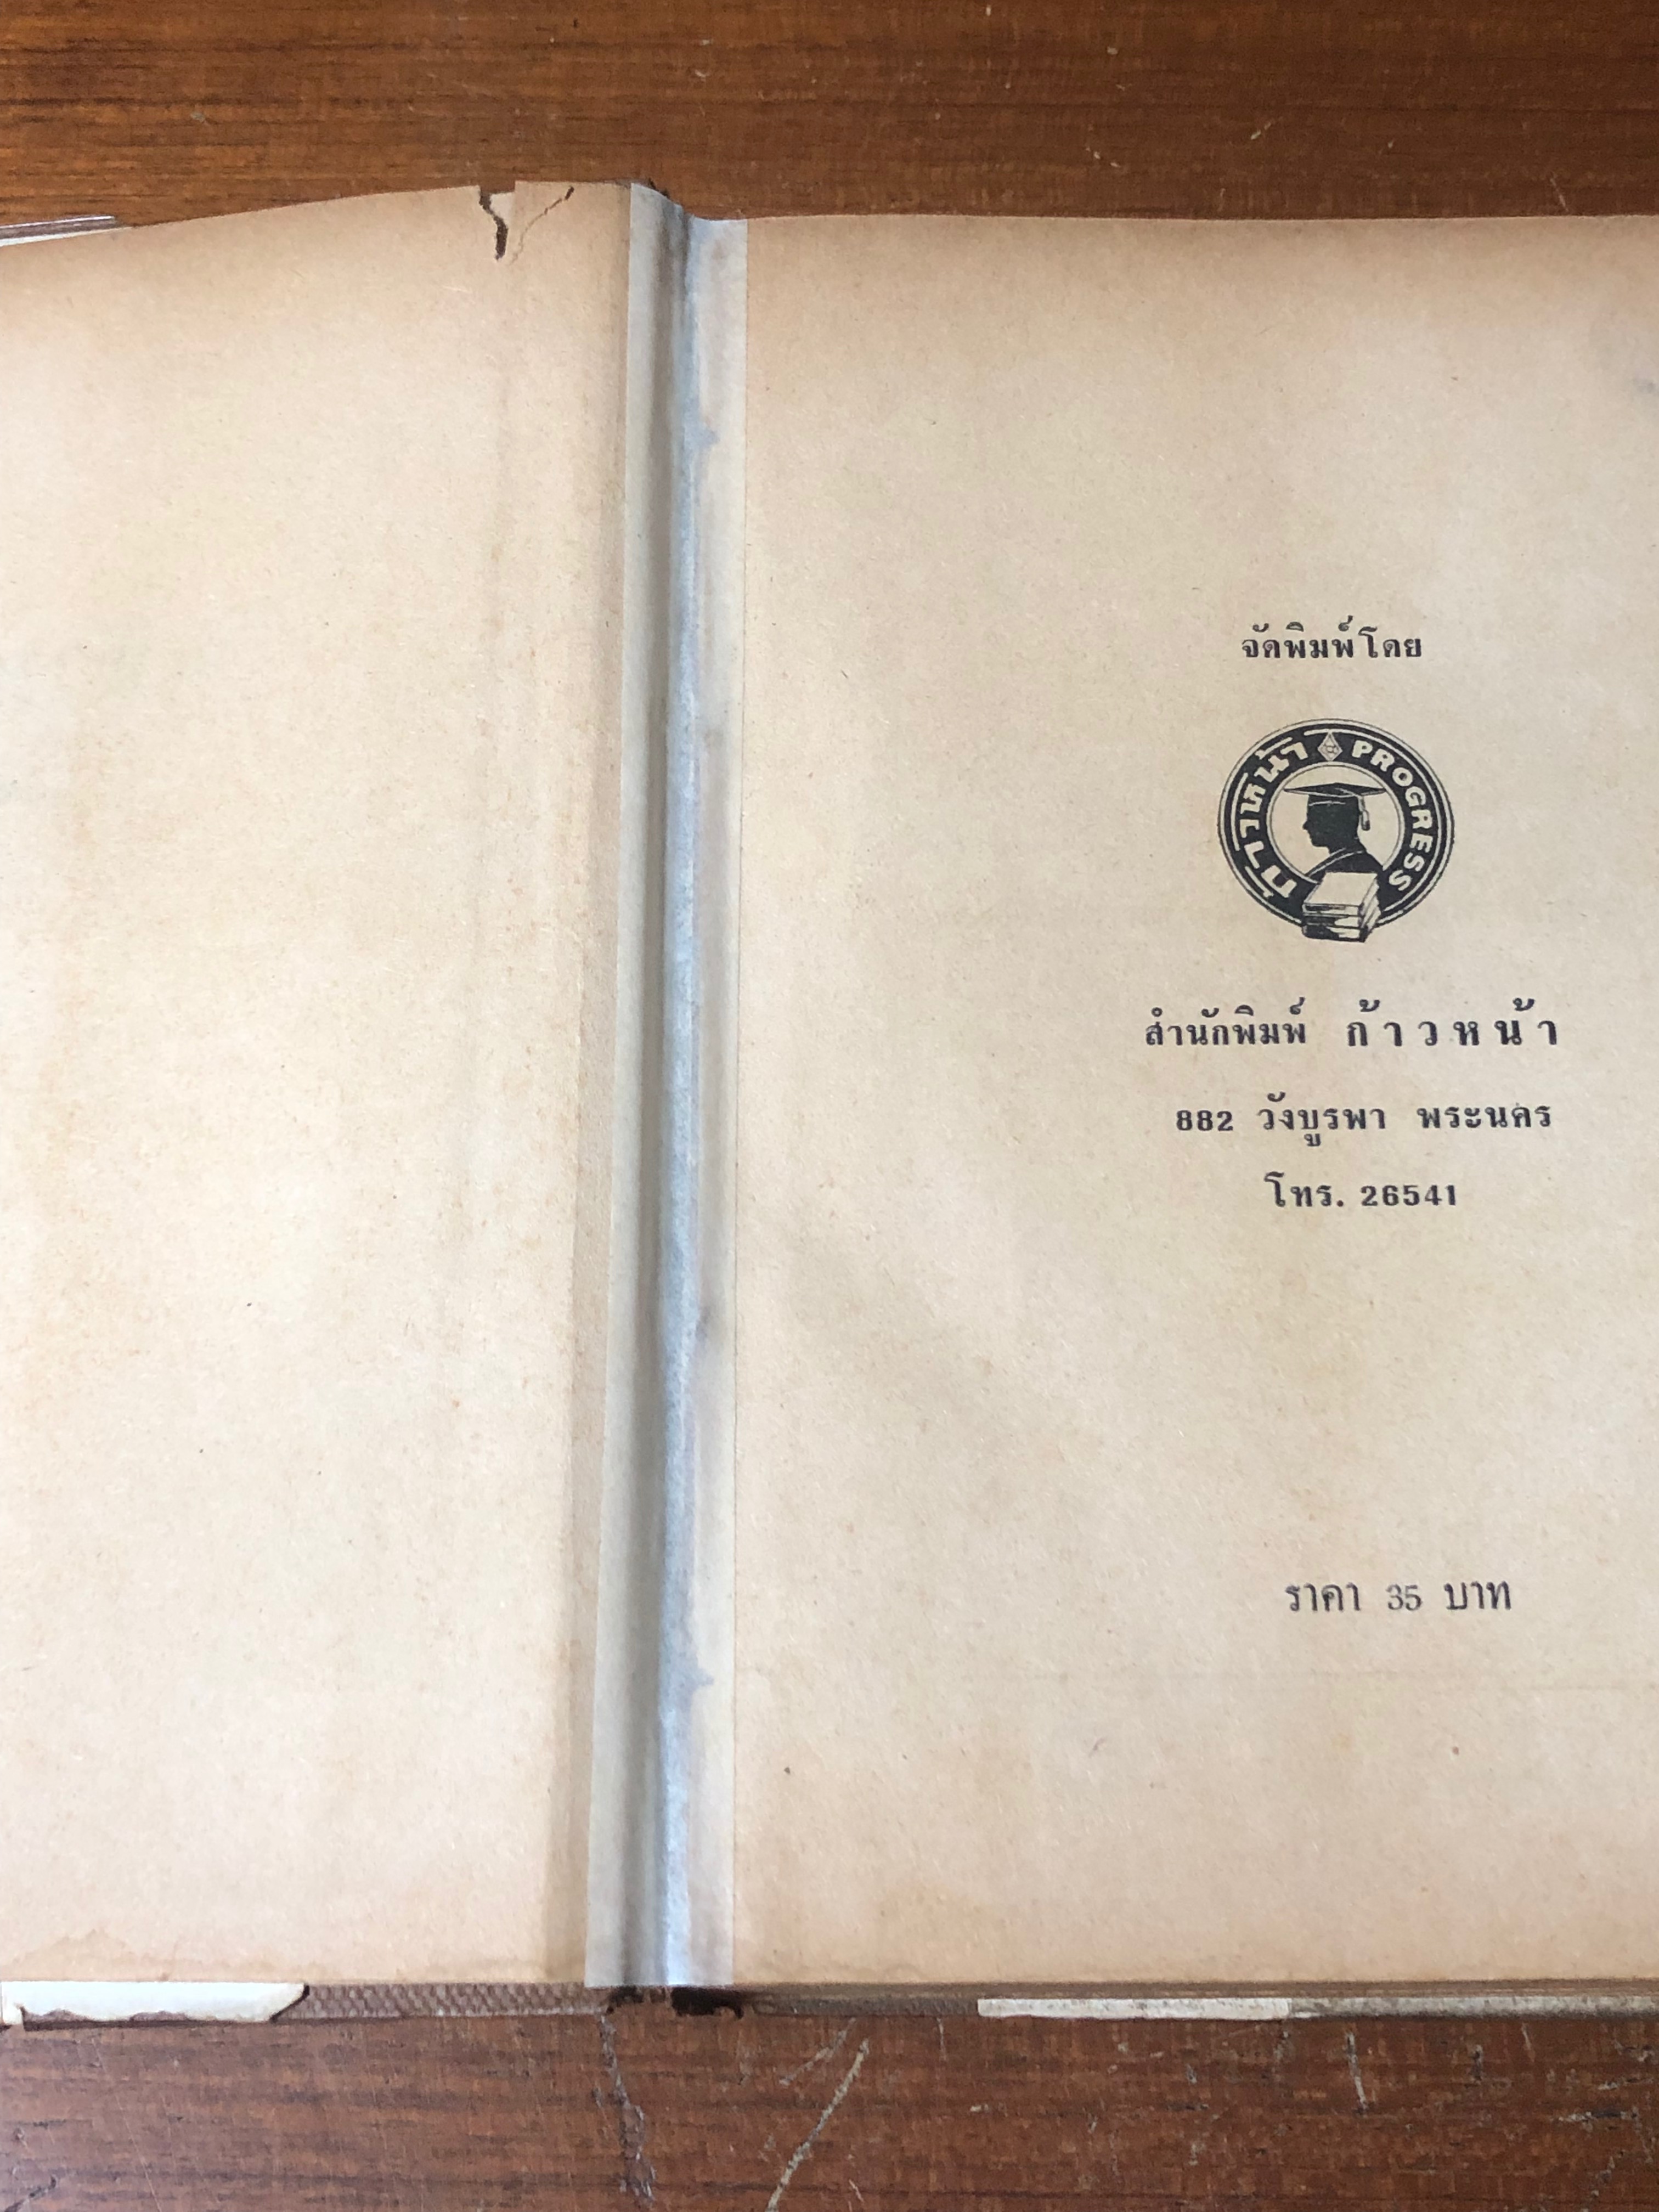 จัดพิมพ์โดย
ก้าวหน้า PROGRESS
สำนักพิมพ์ ก้าวหน้า
882 วังบูรพา พระนคร
โทร. 26541
ราคา 35 บาท